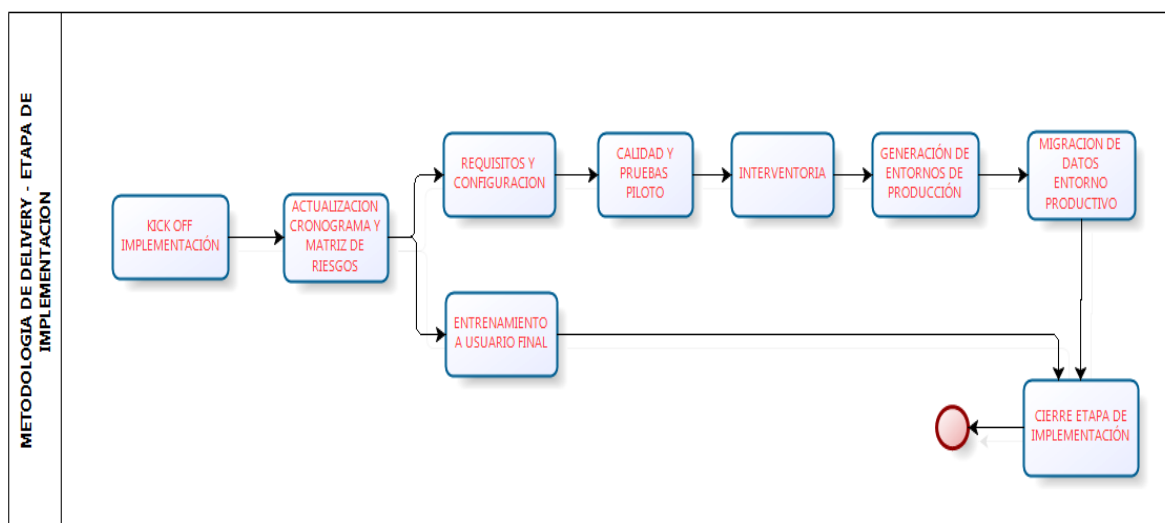 METODOLOGIA DE DELIVERY - ETAPA DE
IMPLEMENTACION
KICK OFF
IMPLEMENTACIÓN
ACTUALIZACION
CRONOGRAMA Y
MATRIZ DE
RIESGOS
REQUISITOS Y
CONFIGURACION
CALIDAD Y
PRUEBAS
PILOTO
INTERVENTORIA
GENERACIÓN DE
ENTORNOS DE
PRODUCCIÓN
MIGRACION DE
DATOS
ENTORNO
PRODUCTIVO
ENTRENAMIENTO
A USUARIO FINAL
CIERRE ETAPA DE
IMPLEMENTACIÓN